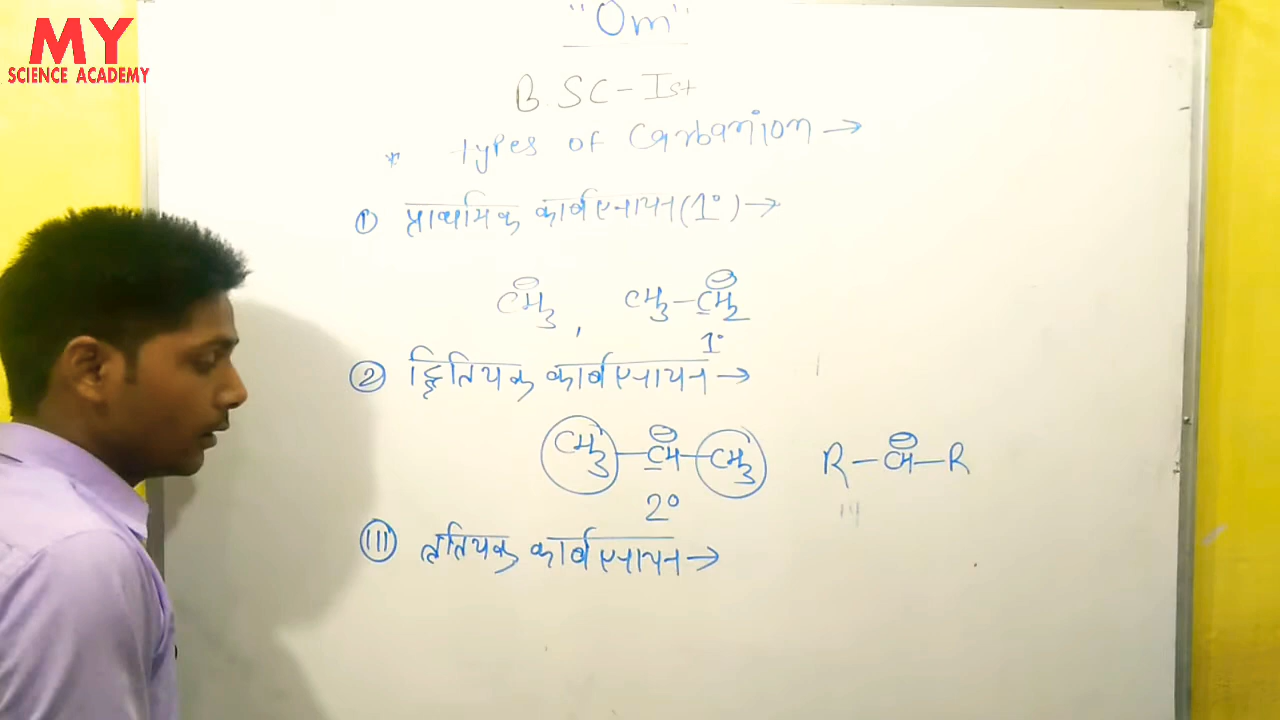 MY
SCIENCE ACADEMY
"Om"
B.SC-Ist
* Types of Carbanion →
① प्राथमिक कार्बएनायन (1°) →
CH₃⊖ , CH₃-CH₂⊖
1°
② द्वितियक कार्बएनायन →
CH₃-CH⊖-CH₃ R-CH⊖-R
2°
(III) तृतियक कार्बएनायन →